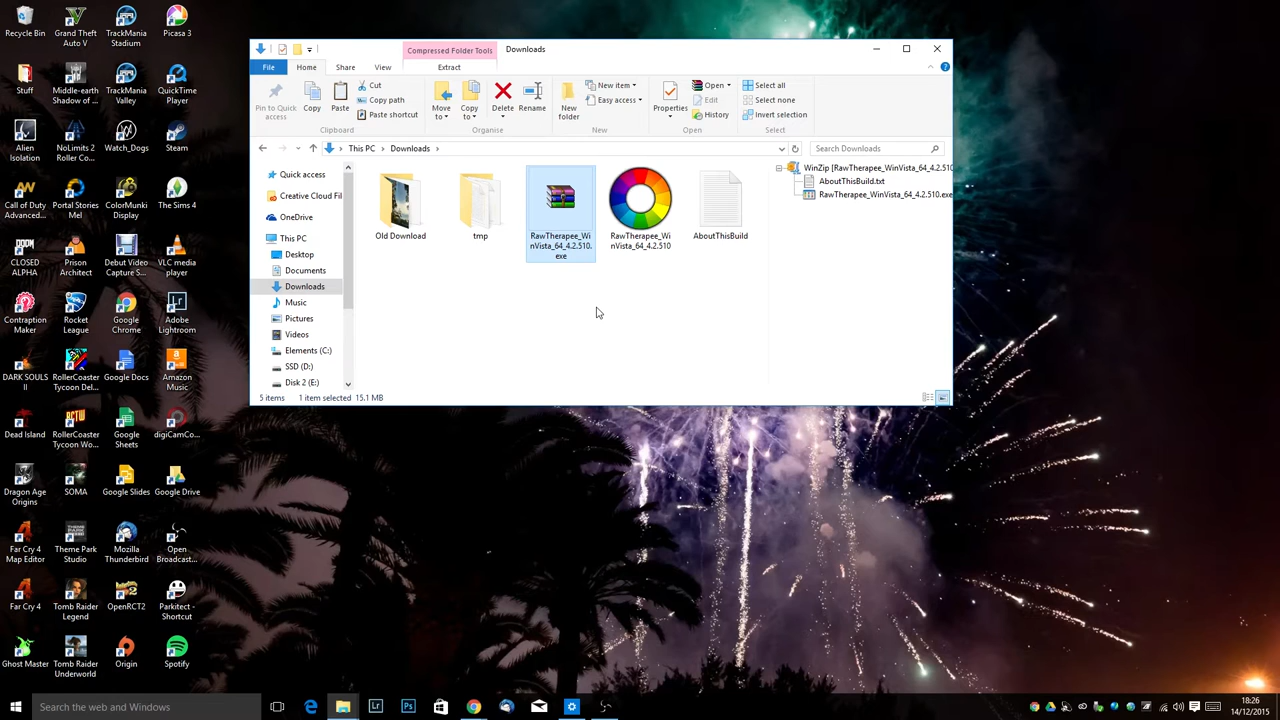 Recycle Bin
Grand Theft
Auto V
TrackMania
Stadium
Picasa 3
Stuff
Middle-earth
Shadow of ...
TrackMania
Valley
QuickTime
Player
Alien
Isolation
NoLimits 2
Roller Co...
Watch_Dogs
Steam
Call of Duty
Advanced...
Portal Stories
Mel
ColorMunki
Display
The Sims 4
CLOSED
ALPHA
Prison
Architect
Debut Video
Capture S...
VLC media
player
Contraption
Maker
Rocket
League
Google
Chrome
Adobe
Lightroom
DARK SOULS
II
RollerCoaster
Tycoon Del...
Google Docs
Amazon
Music
Dead Island
RollerCoaster
Tycoon Wo...
Google
Sheets
digiCamCo...
Dragon Age
Origins
SOMA
Google Slides
Google Drive
Far Cry 4
Map Editor
Theme Park
Studio
Mozilla
Thunderbird
Open
Broadcast...
Far Cry 4
Tomb Raider
Legend
OpenRCT2
Parkitect -
Shortcut
Ghost Master
Tomb Raider
Underworld
Origin
Spotify
Compressed Folder Tools
Downloads
File
Home
Share
View
Extract
Pin to Quick
access
Copy
Paste
Cut
Copy path
Paste shortcut
Clipboard
Move
to
Copy
to
Delete
Rename
Organise
New
folder
New item
Easy access
New
Properties
Open
Edit
History
Open
Select all
Select none
Invert selection
Select
This PC
Downloads
Search Downloads
Quick access
Creative Cloud Fil
OneDrive
This PC
Desktop
Documents
Downloads
Music
Pictures
Videos
Elements (C:)
SSD (D:)
Disk 2 (E:)
Old Download
tmp
RawTherapee_Wi
nVista_64_4.2.510.
exe
RawTherapee_Wi
nVista_64_4.2.510
AboutThisBuild
WinZip [RawTherapee_WinVista_64_4.2.510
AboutThisBuild.txt
RawTherapee_WinVista_64_4.2.510.exe
5 items
1 item selected 15.1 MB
Search the web and Windows
18:26
14/12/2015